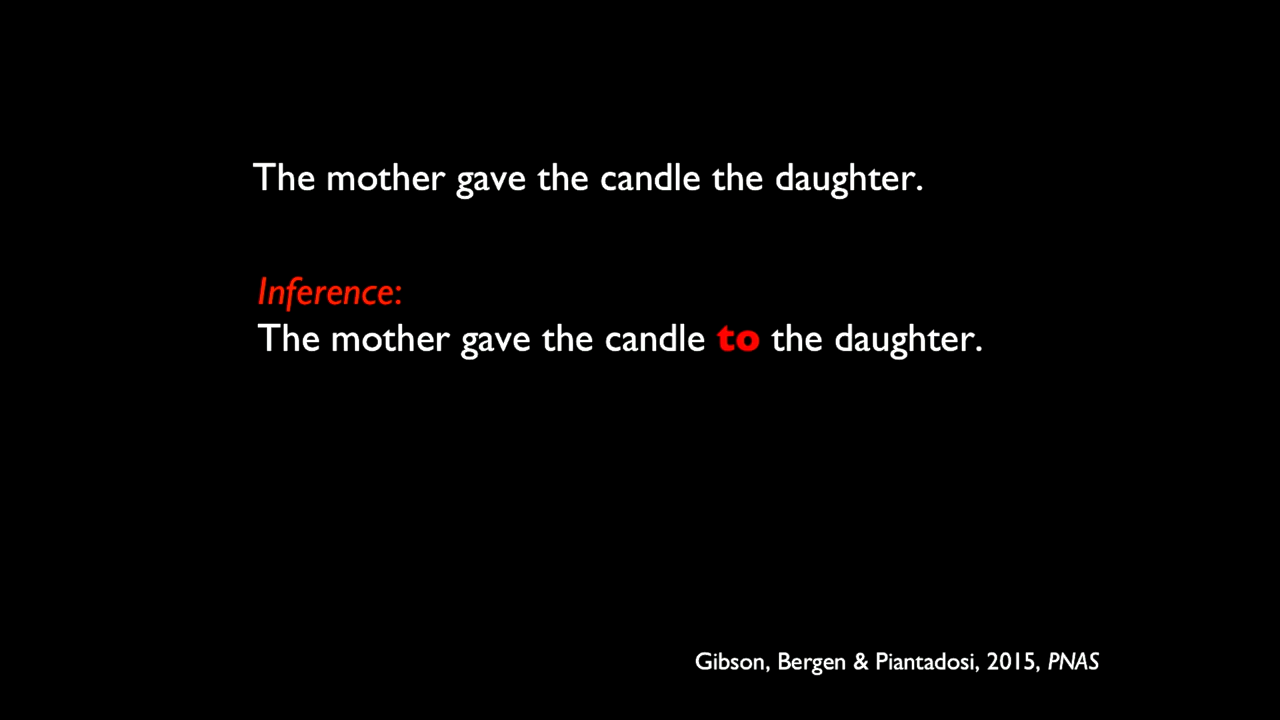 The mother gave the candle the daughter.
Inference:
The mother gave the candle to the daughter.
Gibson, Bergen & Piantadosi, 2015, PNAS